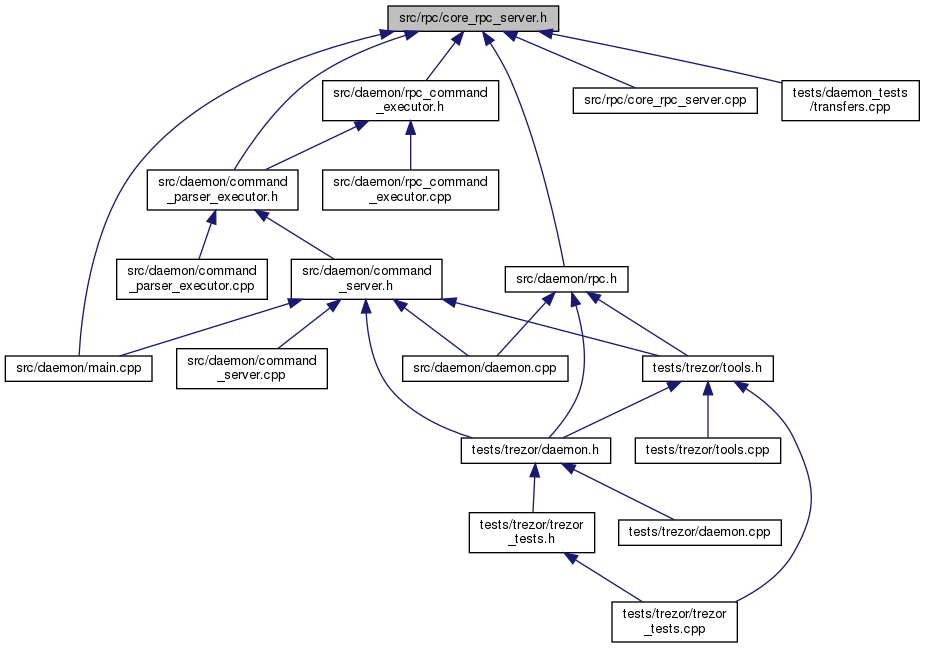 src/rpc/core_rpc_server.h
src/daemon/rpc_command
_executor.h
src/rpc/core_rpc_server.cpp
tests/daemon_tests
/transfers.cpp
src/daemon/command
_parser_executor.h
src/daemon/rpc_command
_executor.cpp
src/daemon/command
_parser_executor.cpp
src/daemon/command
_server.h
src/daemon/rpc.h
src/daemon/main.cpp
src/daemon/command
_server.cpp
src/daemon/daemon.cpp
tests/trezor/tools.h
tests/trezor/daemon.h
tests/trezor/tools.cpp
tests/trezor/trezor
_tests.h
tests/trezor/daemon.cpp
tests/trezor/trezor
_tests.cpp